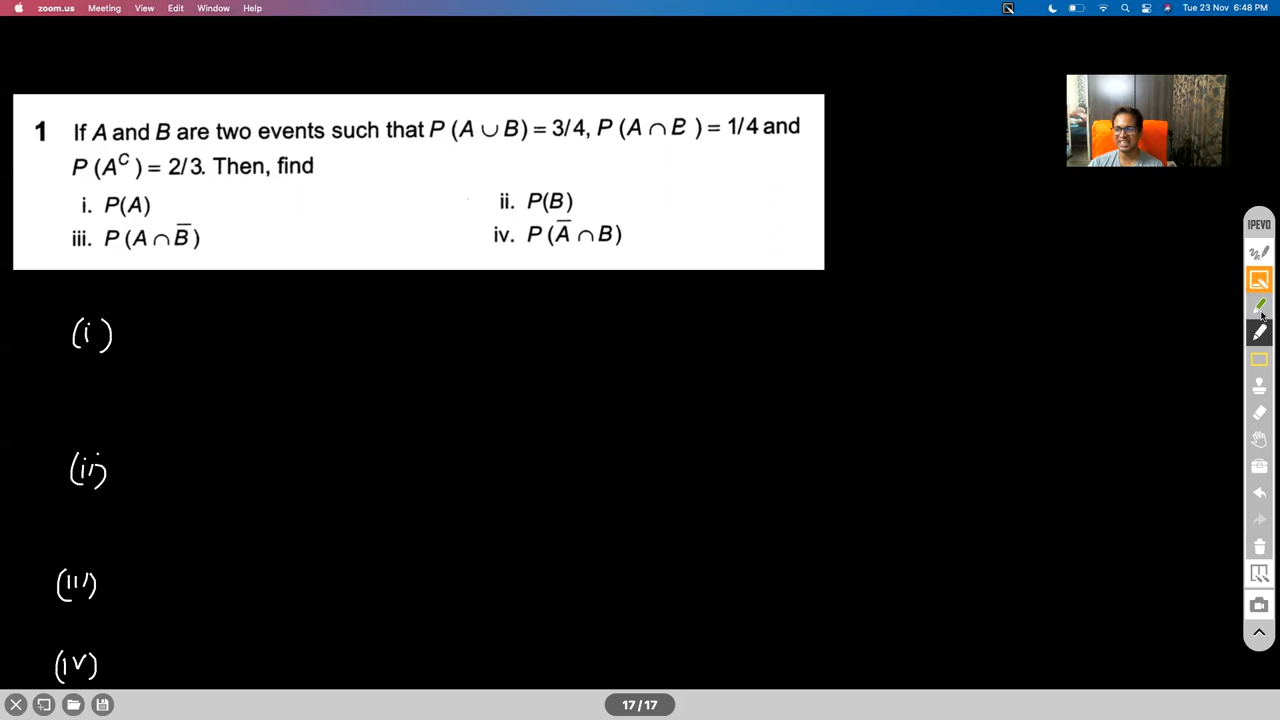 zoom.us Meeting View Edit Window Help Tue 23 Nov 6:48 PM
1 If A and B are two events such that P (A ∪ B) = 3/4, P (A ∩ B ) = 1/4 and
P (Aᶜ ) = 2/3. Then, find
i. P(A) ii. P(B)
iii. P (A ∩ B̅ ) iv. P (A̅ ∩ B)
IPEVO
(i)
(ii)
(iii)
(iv)
17 / 17